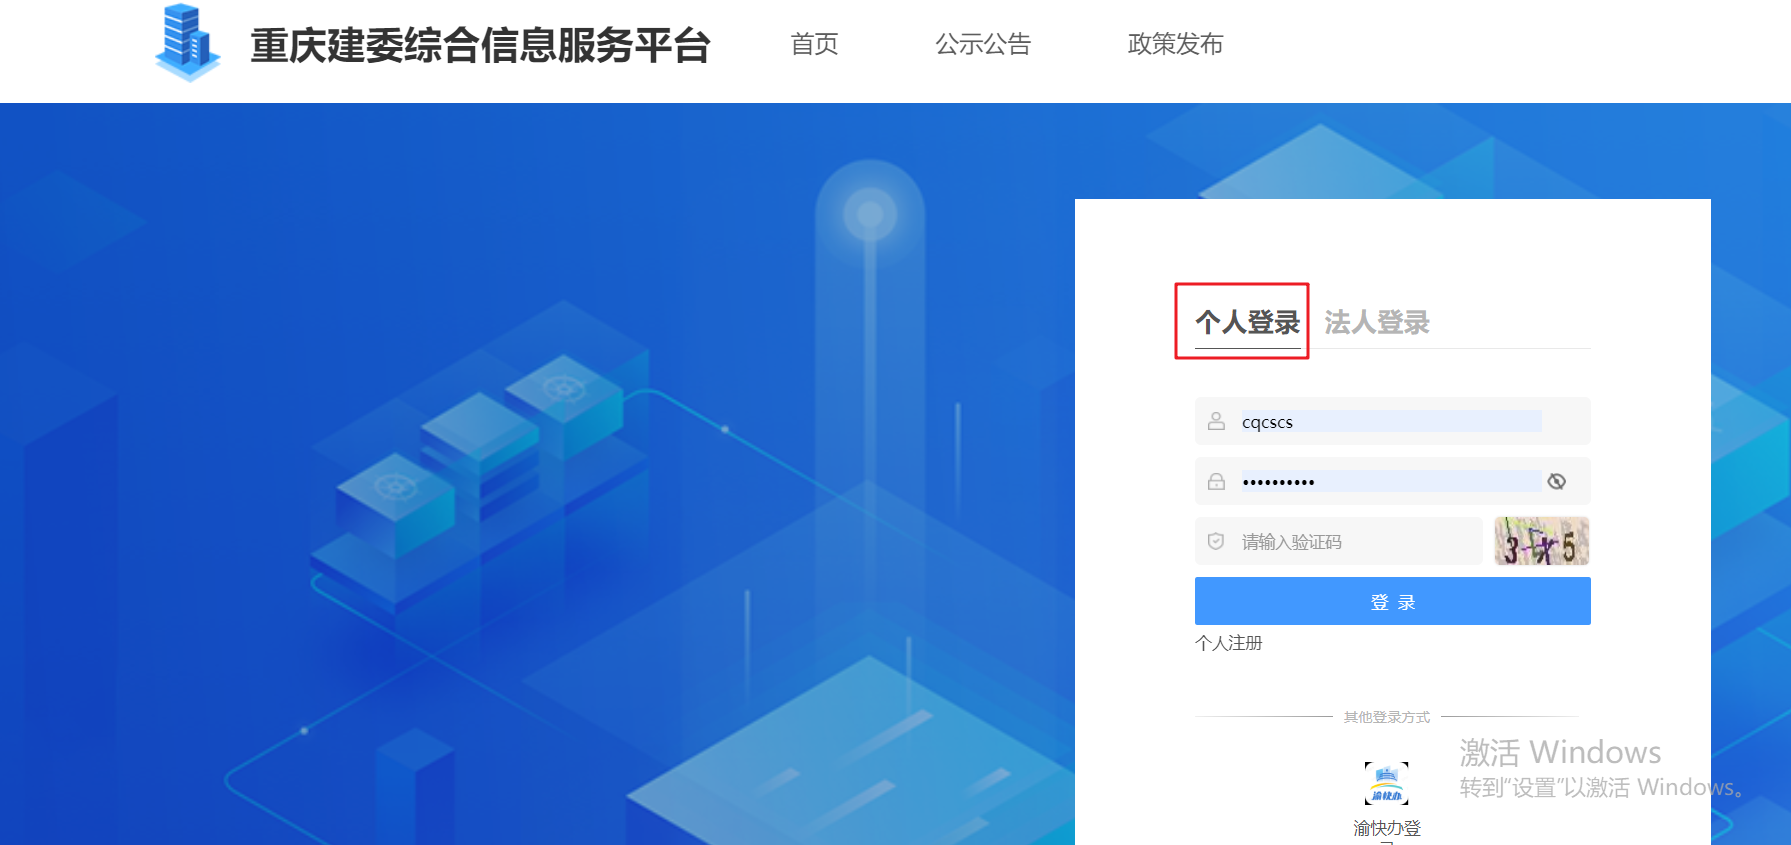 重庆建委综合信息服务平台 首页 公示公告 政策发布
个人登录 法人登录
cqcscs
••••••••••
请输入验证码
登 录
个人注册
其他登录方式
渝快办
渝快办登
激活 Windows
转到“设置”以激活 Windows。